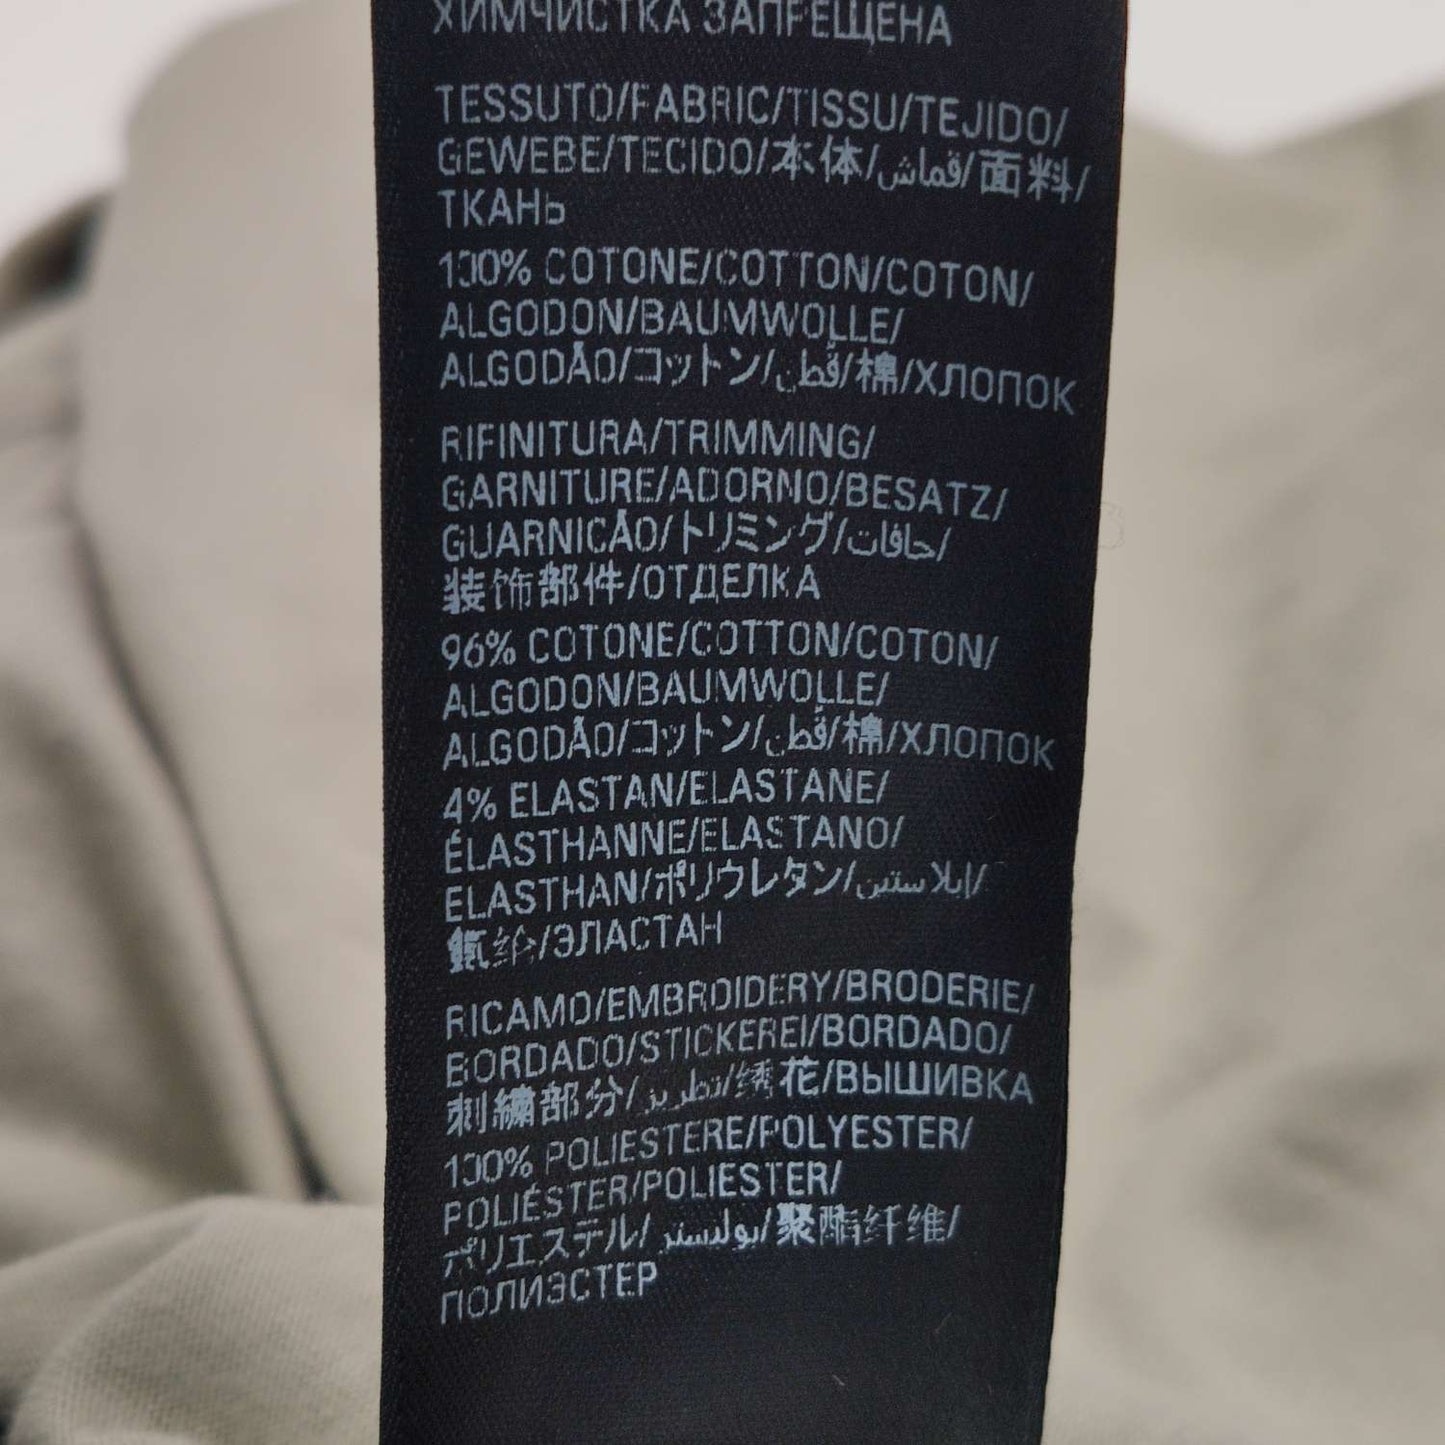 ХИМЧИСТКА ЗАПРЕЩЕНА
TESSUTO/FABRIC/TISSU/TEJIDO/
GEWEBE/TECIDO/本体/قماش/面料/
ТКАНЬ
100% COTONE/COTTON/COTON/
ALGODON/BAUMWOLLE/
ALGODÃO/コットン/قطن/棉/ХЛОПОК
RIFINITURA/TRIMMING/
GARNITURE/ADORNO/BESATZ/
GUARNICÃO/トリミング/حافات/
装饰部件/ОТДЕЛКА
96% COTONE/COTTON/COTON/
ALGODON/BAUMWOLLE/
ALGODÃO/コットン/قطن/棉/ХЛОПОК
4% ELASTAN/ELASTANE/
ÉLASTHANNE/ELASTANO/
ELASTHAN/ポリウレタン/إيلاستين/
氨纶/ЭЛАСТАН
RICAMO/EMBROIDERY/BRODERIE/
BORDADO/STICKEREI/BORDADO/
刺繍部分/تطريز/绣花/ВЫШИВКА
100% POLIESTERE/POLYESTER/
POLIÉSTER/POLIESTER/
ポリエステル/بوليستر/聚酯纤维/
ПОЛИЭСТЕР